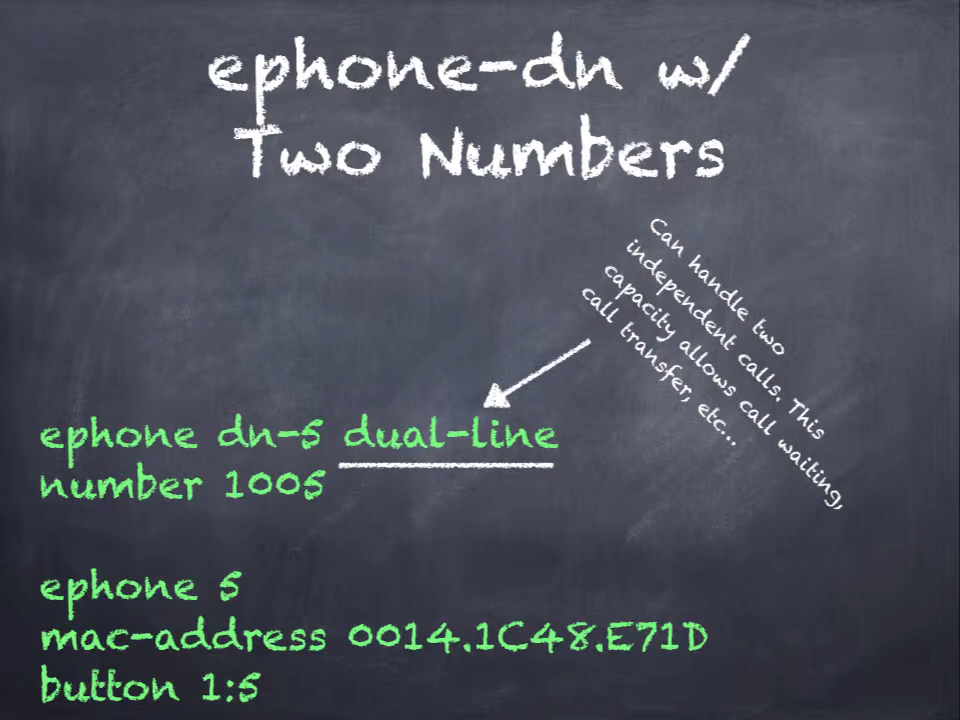 ephone-dn w/
Two Numbers
Can handle two
independent calls. This
capacity allows call waiting,
call transfer, etc...
ephone dn-5 dual-line
number 1005
ephone 5
mac-address 0014.1C48.E71D
button 1:5